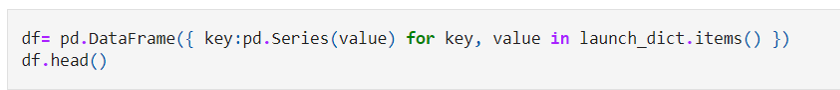 df= pd.DataFrame({ key:pd.Series(value) for key, value in launch_dict.items() })
df.head()